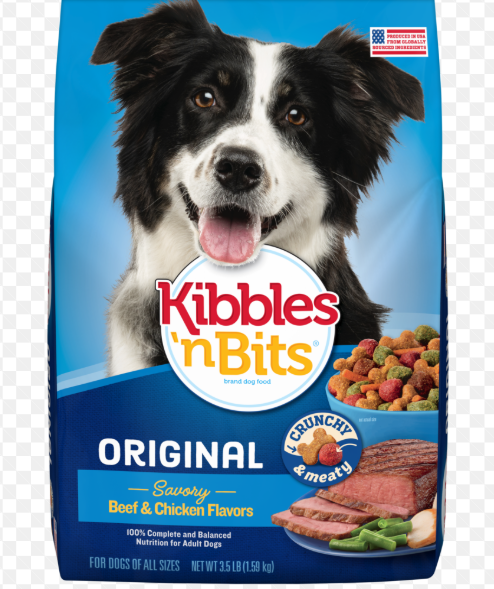 PRODUCED IN USA
FROM GLOBALLY
SOURCED INGREDIENTS
Kibbles
'n Bits®
brand dog food
CRUNCHY
& meaty
ORIGINAL
Savory
Beef & Chicken Flavors
100% Complete and Balanced
Nutrition for Adult Dogs
FOR DOGS OF ALL SIZES NET WT 3.5 LB (1.59 kg)